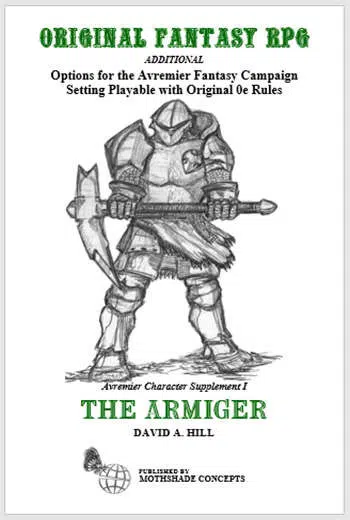 ORIGINAL FANTASY RPG
ADDITIONAL
Options for the Avremier Fantasy Campaign
Setting Playable with Original 0e Rules
Avremier Character Supplement I
THE ARMIGER
DAVID A. HILL
PUBLISHED BY
MOTHSHADE CONCEPTS